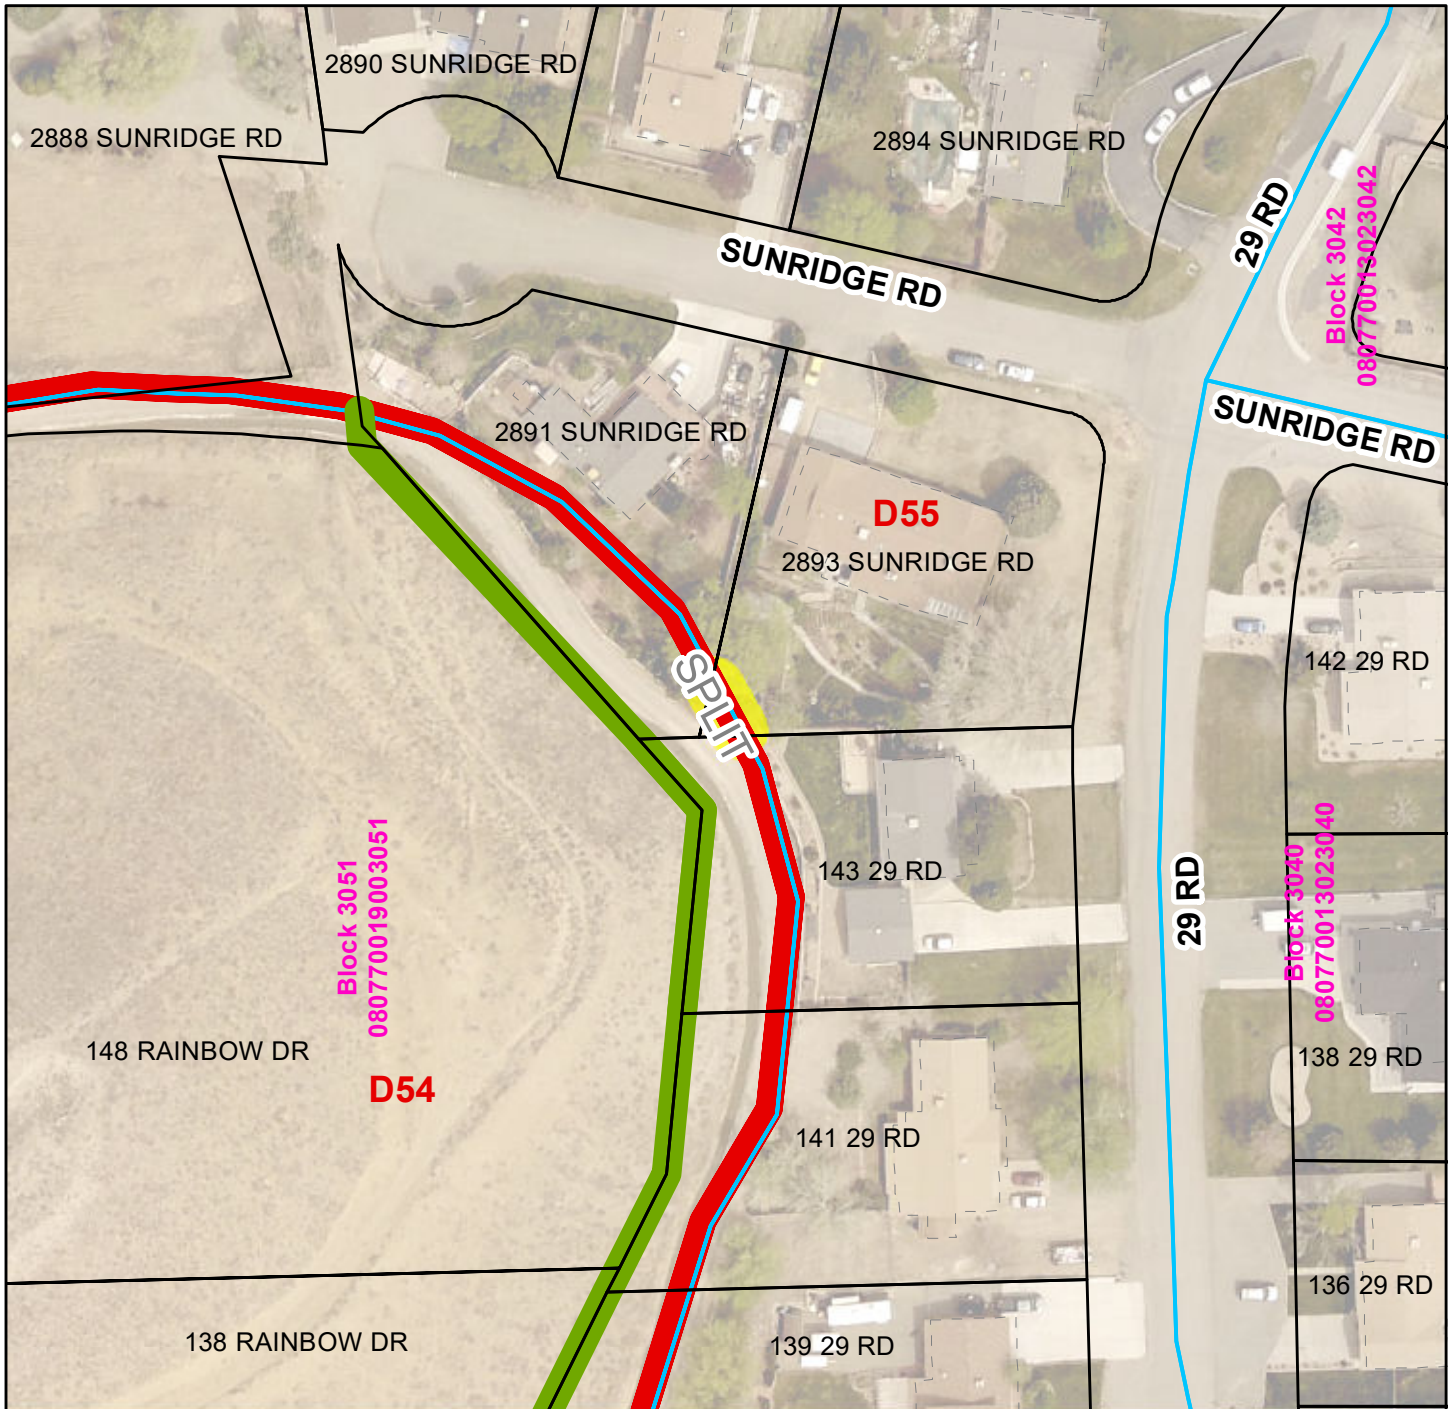 2890 SUNRIDGE RD
2888 SUNRIDGE RD
2894 SUNRIDGE RD
29 RD
Block 3042
080770013023042
SUNRIDGE RD
SUNRIDGE RD
2891 SUNRIDGE RD
D55
2893 SUNRIDGE RD
142 29 RD
SPLIT
143 29 RD
29 RD
Block 3040
080770013023040
Block 3051
080770019003051
148 RAINBOW DR
D54
138 29 RD
141 29 RD
136 29 RD
138 RAINBOW DR
139 29 RD